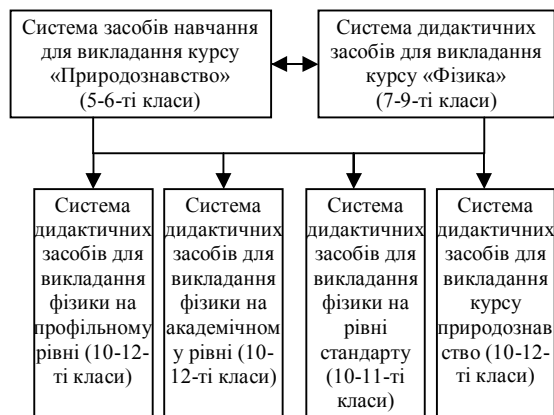 Система засобів навчання
для викладання курсу
«Природознавство»
(5-6-ті класи)
Система дидактичних
засобів для викладання
курсу «Фізика»
(7-9-ті класи)
Система
дидактичних
засобів для
викладання
фізики на
профільному
рівні (10-12-
ті класи)
Система
дидактичних
засобів для
викладання
фізики на
академічном
у рівні (10-
12-ті класи)
Система
дидактичних
засобів для
викладання
фізики на
рівні
стандарту
(10-11-ті
класи)
Система
дидактичних
засобів для
викладання
курсу
природознав
ство (10-12-
ті класи)